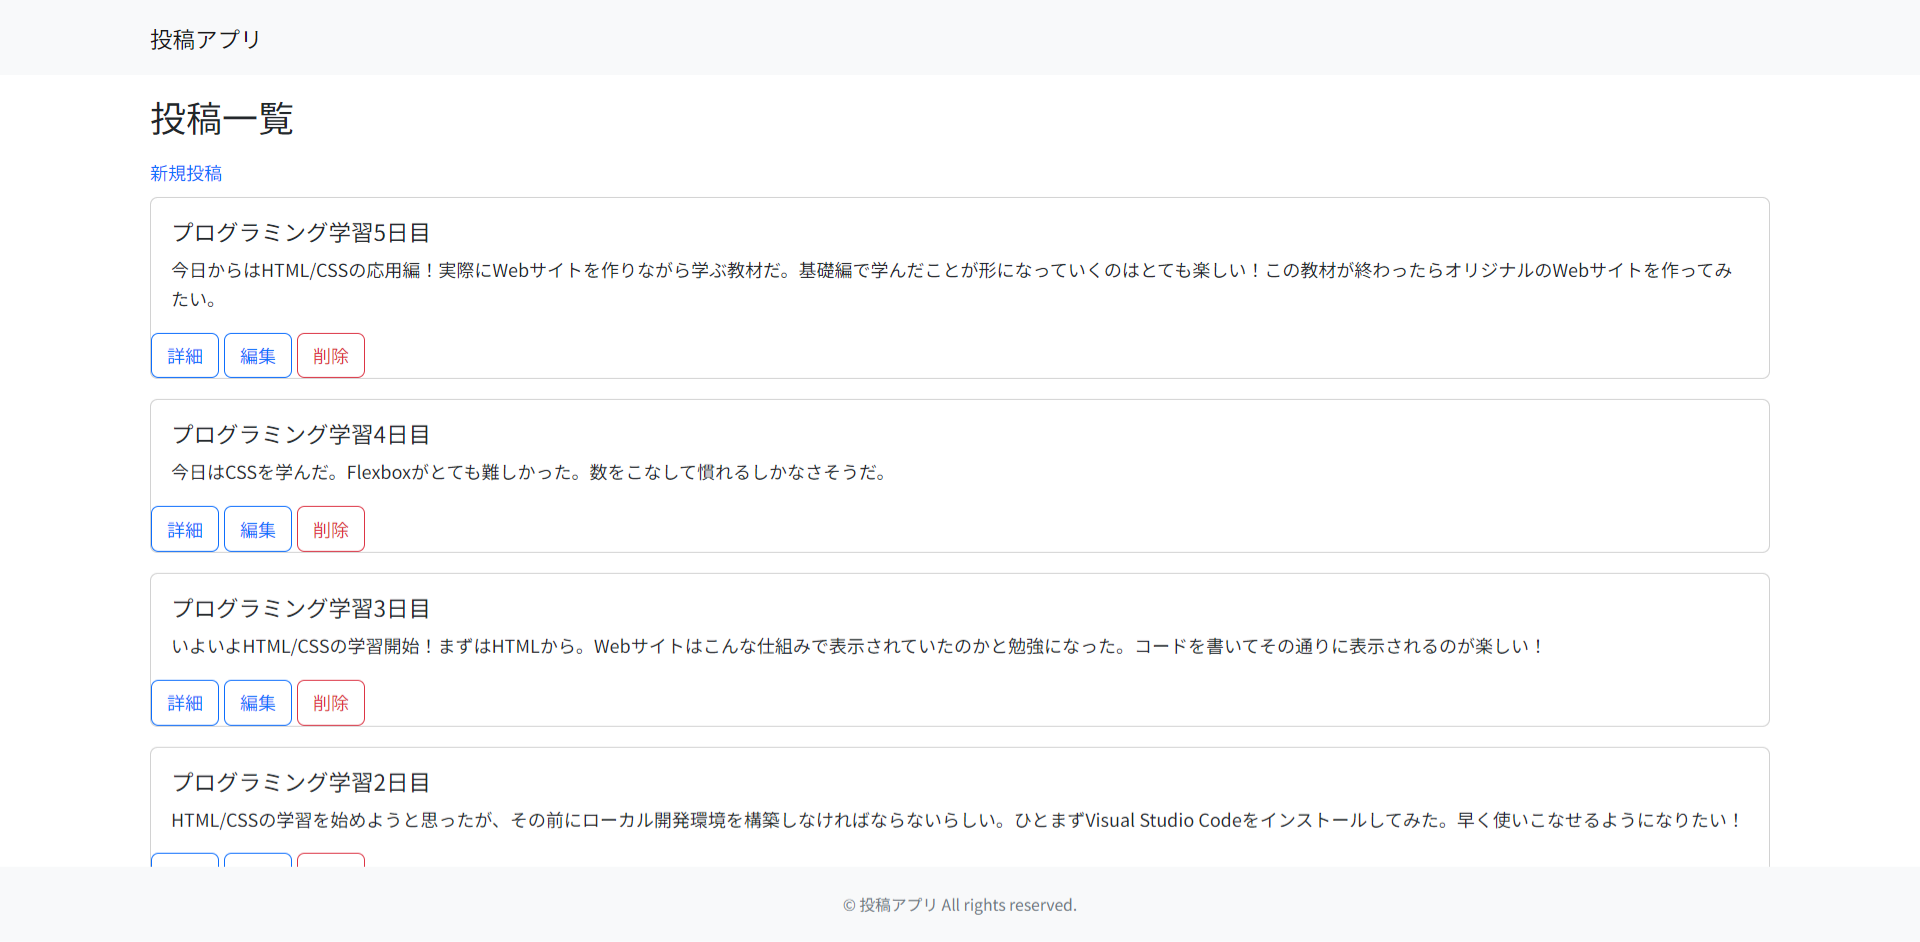 投稿アプリ
投稿一覧
新規投稿
プログラミング学習5日目
今日からはHTML/CSSの応用編！実際にWebサイトを作りながら学ぶ教材だ。基礎編で学んだことが形になっていくのはとても楽しい！この教材が終わったらオリジナルのWebサイトを作ってみ
たい。
詳細 編集 削除
プログラミング学習4日目
今日はCSSを学んだ。Flexboxがとても難しかった。数をこなして慣れるしかなさそうだ。
詳細 編集 削除
プログラミング学習3日目
いよいよHTML/CSSの学習開始！まずはHTMLから。Webサイトはこんな仕組みで表示されていたのかと勉強になった。コードを書いてその通りに表示されるのが楽しい！
詳細 編集 削除
プログラミング学習2日目
HTML/CSSの学習を始めようと思ったが、その前にローカル開発環境を構築しなければならないらしい。ひとまずVisual Studio Codeをインストールしてみた。早く使いこなせるようになりたい！
© 投稿アプリ All rights reserved.